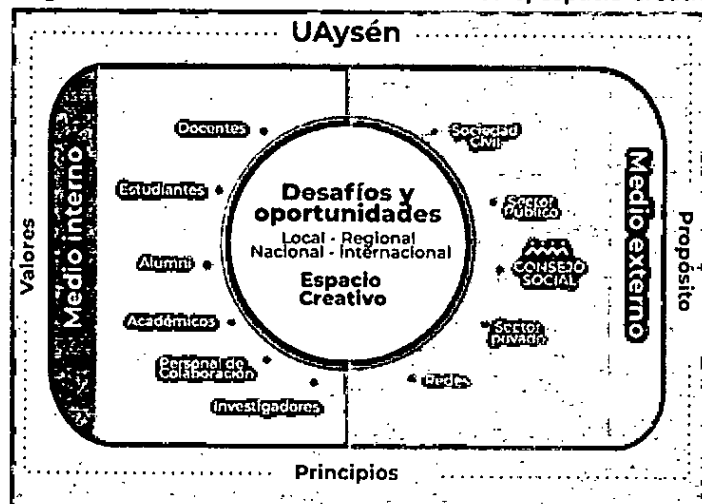 UAysén
Docentes
Estudiantes
Alumni
Académicos
Personal de
Colaboración
Investigadores
Desafíos y
oportunidades
Local - Regional
Nacional - Internacional
Espacio
Creativo
Sociedad
Civil
Sector
Público
CONSEJO
SOCIAL
Sector
privado
Redes
Medio interno
Medio externo
Valores
Propósito
Principios